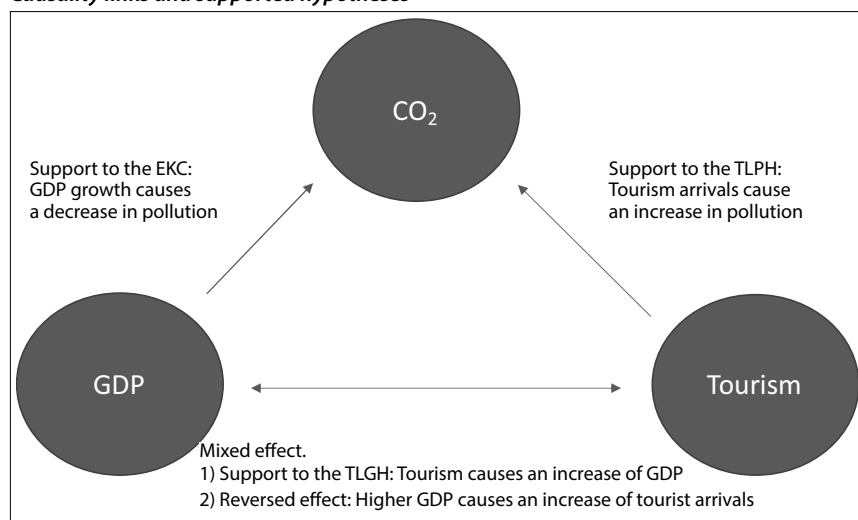 Causality links and supported hypotheses
CO₂
Support to the EKC:
GDP growth causes
a decrease in pollution
Support to the TLPH:
Tourism arrivals cause
an increase in pollution
GDP
Tourism
Mixed effect.
1) Support to the TLGH: Tourism causes an increase of GDP
2) Reversed effect: Higher GDP causes an increase of tourist arrivals